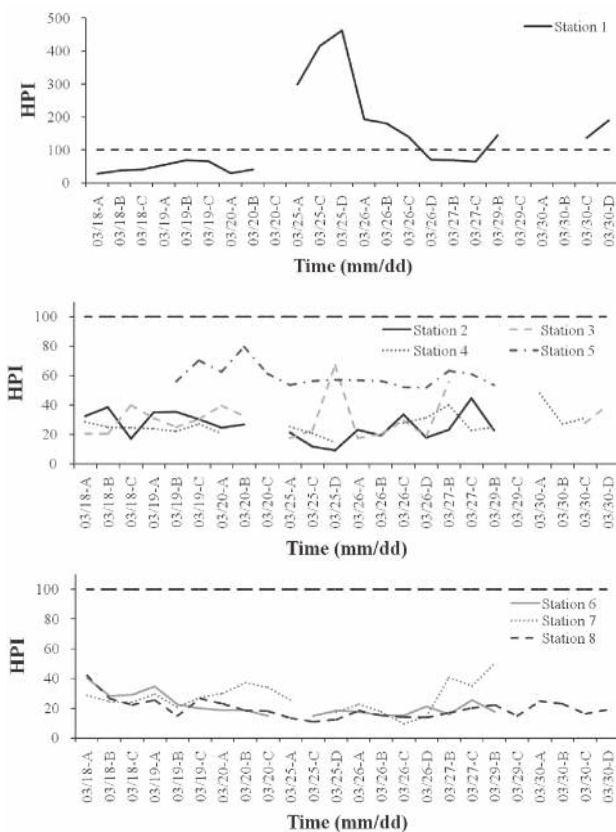 500
400
300
200
100
0
HPI
Station 1
03/18-A
03/18-B
03/18-C
03/19-A
03/19-B
03/19-C
03/20-A
03/20-B
03/20-C
03/25-A
03/25-C
03/25-D
03/26-A
03/26-B
03/26-C
03/26-D
03/27-B
03/27-C
03/29-B
03/29-C
03/30-A
03/30-B
03/30-C
03/30-D
Time (mm/dd)
100
80
60
40
20
0
HPI
Station 2 Station 3
Station 4 Station 5
03/18-A
03/18-B
03/18-C
03/19-A
03/19-B
03/19-C
03/20-A
03/20-B
03/20-C
03/25-A
03/25-C
03/25-D
03/26-A
03/26-B
03/26-C
03/26-D
03/27-B
03/27-C
03/29-B
03/29-C
03/30-A
03/30-B
03/30-C
03/30-D
Time (mm/dd)
100
80
60
40
20
0
HPI
Station 6
Station 7
Station 8
03/18-A
03/18-B
03/18-C
03/19-A
03/19-B
03/19-C
03/20-A
03/20-B
03/20-C
03/25-A
03/25-C
03/25-D
03/26-A
03/26-B
03/26-C
03/26-D
03/27-B
03/27-C
03/29-B
03/29-C
03/30-A
03/30-B
03/30-C
03/30-D
Time (mm/dd)